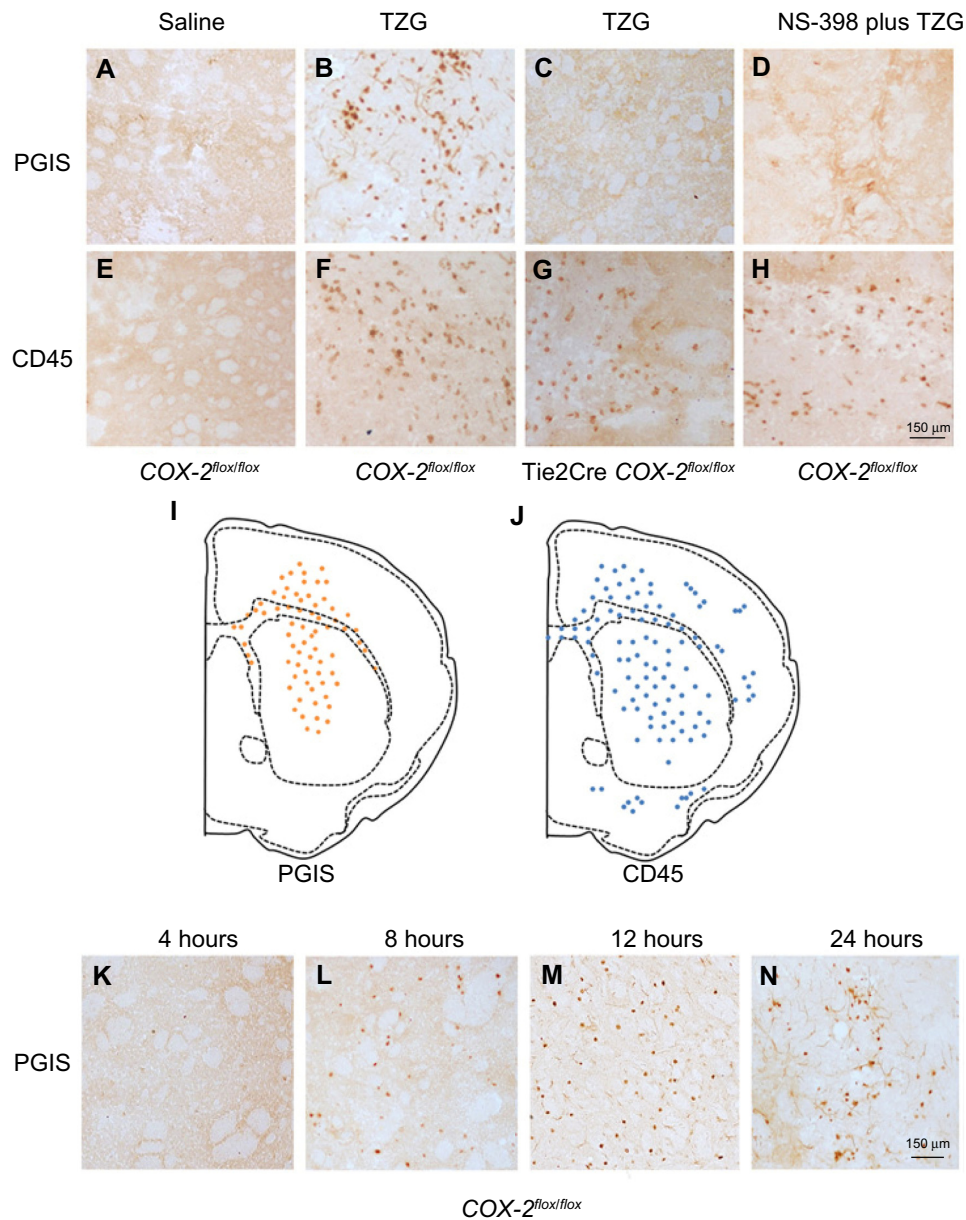 Saline TZG TZG NS-398 plus TZG
A B C D
PGIS
E F G H
CD45
150 μm
COX-2flox/flox COX-2flox/flox Tie2Cre COX-2flox/flox COX-2flox/flox
I J
PGIS CD45
4 hours 8 hours 12 hours 24 hours
K L M N
PGIS
150 μm
COX-2flox/flox